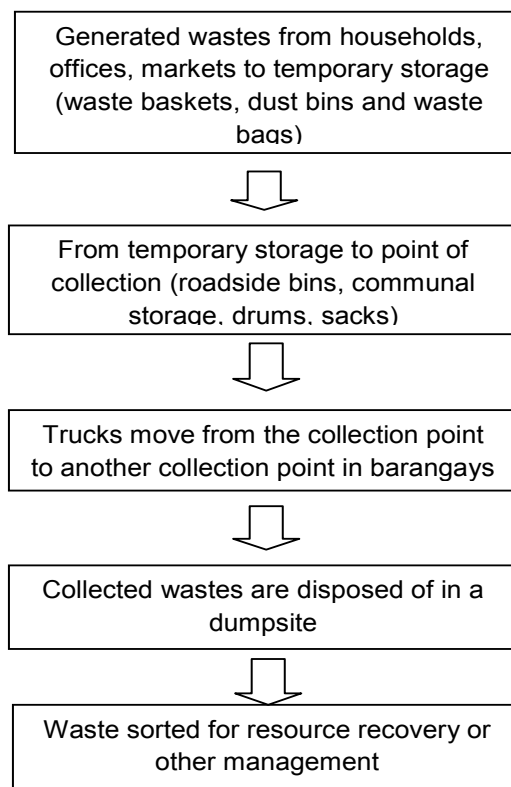 Generated wastes from households,
offices, markets to temporary storage
(waste baskets, dust bins and waste
bags)
From temporary storage to point of
collection (roadside bins, communal
storage, drums, sacks)
Trucks move from the collection point
to another collection point in barangays
Collected wastes are disposed of in a
dumpsite
Waste sorted for resource recovery or
other management